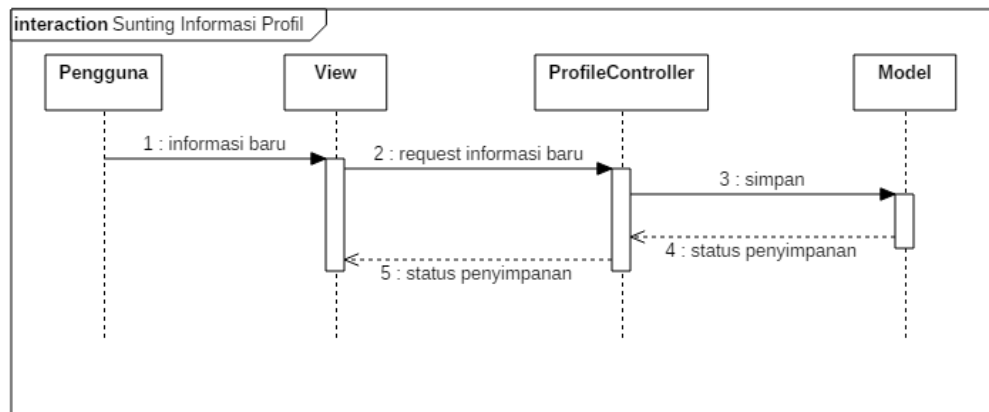 interaction Sunting Informasi Profil
Pengguna
View
ProfileController
Model
1 : informasi baru
2 : request informasi baru
3 : simpan
4 : status penyimpanan
5 : status penyimpanan